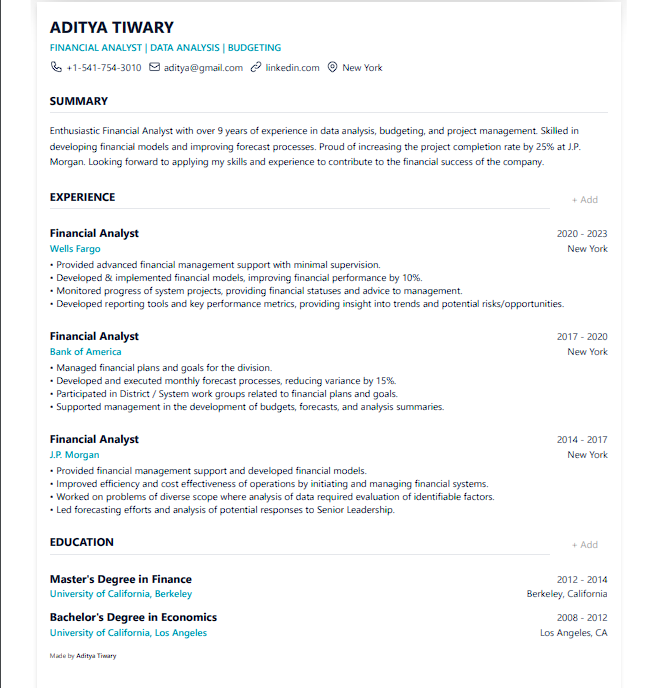 ADITYA TIWARY
FINANCIAL ANALYST | DATA ANALYSIS | BUDGETING
+1-541-754-3010 aditya@gmail.com linkedin.com New York
SUMMARY
Enthusiastic Financial Analyst with over 9 years of experience in data analysis, budgeting, and project management. Skilled in
developing financial models and improving forecast processes. Proud of increasing the project completion rate by 25% at J.P.
Morgan. Looking forward to applying my skills and experience to contribute to the financial success of the company.
EXPERIENCE + Add
Financial Analyst 2020 - 2023
Wells Fargo New York
• Provided advanced financial management support with minimal supervision.
• Developed & implemented financial models, improving financial performance by 10%.
• Monitored progress of system projects, providing financial statuses and advice to management.
• Developed reporting tools and key performance metrics, providing insight into trends and potential risks/opportunities.
Financial Analyst 2017 - 2020
Bank of America New York
• Managed financial plans and goals for the division.
• Developed and executed monthly forecast processes, reducing variance by 15%.
• Participated in District / System work groups related to financial plans and goals.
• Supported management in the development of budgets, forecasts, and analysis summaries.
Financial Analyst 2014 - 2017
J.P. Morgan New York
• Provided financial management support and developed financial models.
• Improved efficiency and cost effectiveness of operations by initiating and managing financial systems.
• Worked on problems of diverse scope where analysis of data required evaluation of identifiable factors.
• Led forecasting efforts and analysis of potential responses to Senior Leadership.
EDUCATION + Add
Master's Degree in Finance 2012 - 2014
University of California, Berkeley Berkeley, California
Bachelor's Degree in Economics 2008 - 2012
University of California, Los Angeles Los Angeles, CA
Made by Aditya Tiwary